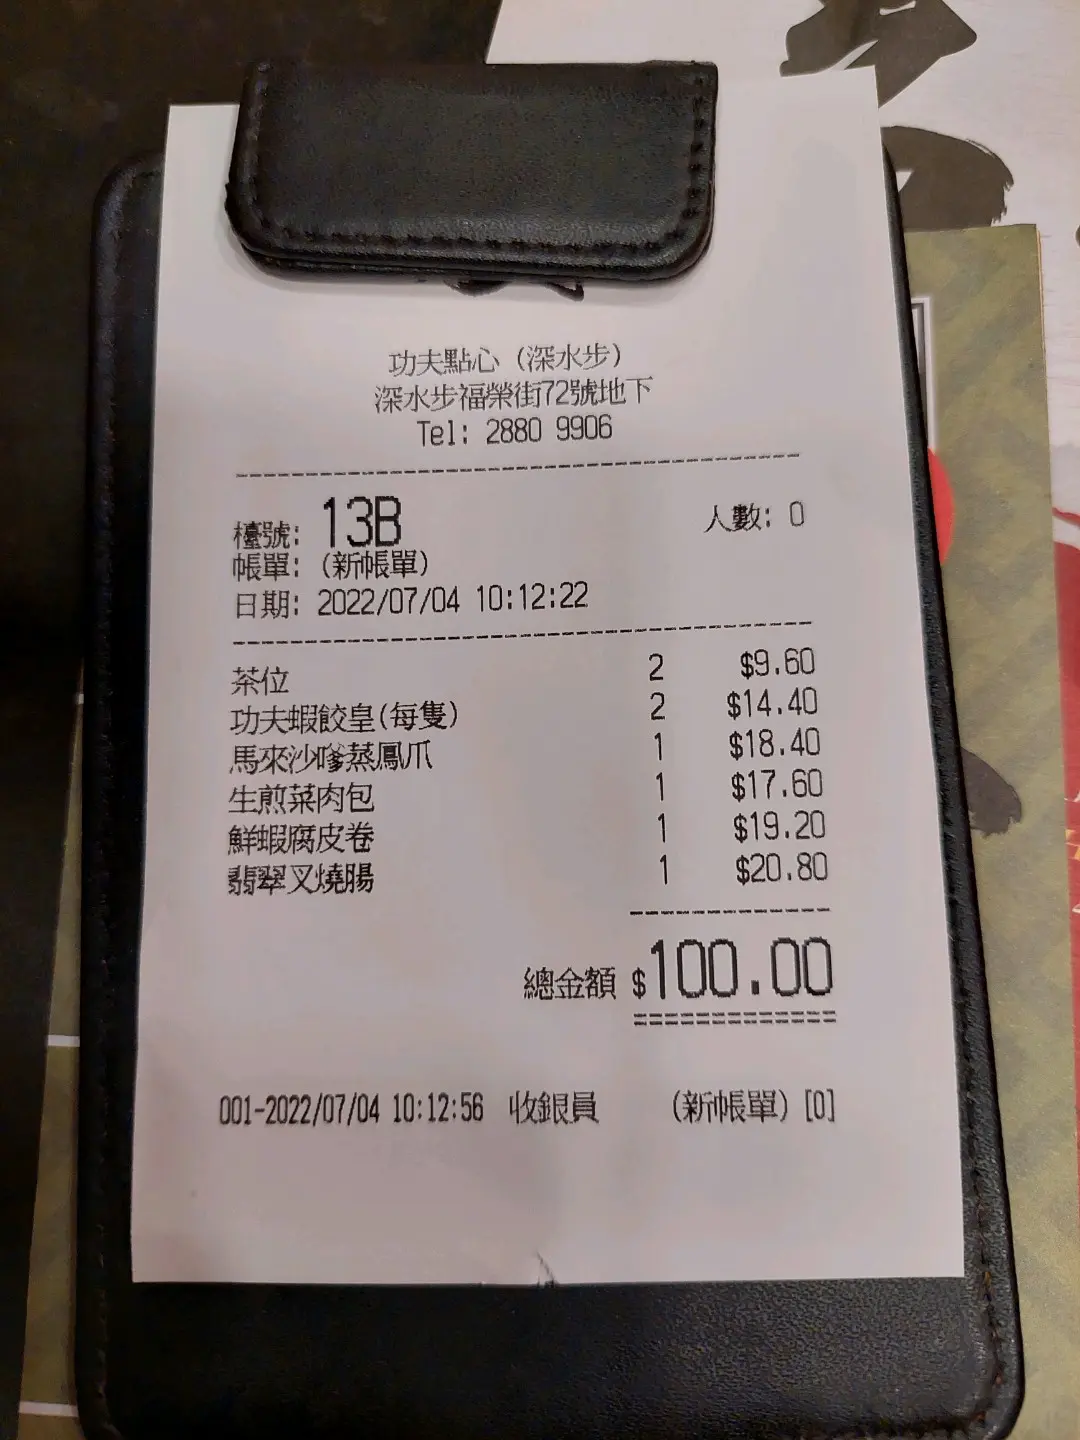 功夫點心 (深水步)
深水步福榮街72號地下
Tel: 2880 9906
檯號: 13B 人數: 0
帳單: (新帳單)
日期: 2022/07/04 10:12:22
茶位 2 $9.60
功夫蝦餃皇(每隻) 2 $14.40
馬來沙嗲蒸鳳爪 1 $18.40
生煎菜肉包 1 $17.60
鮮蝦腐皮卷 1 $19.20
翡翠叉燒腸 1 $20.80
總金額 $100.00
001-2022/07/04 10:12:56 收銀員 (新帳單) [0]